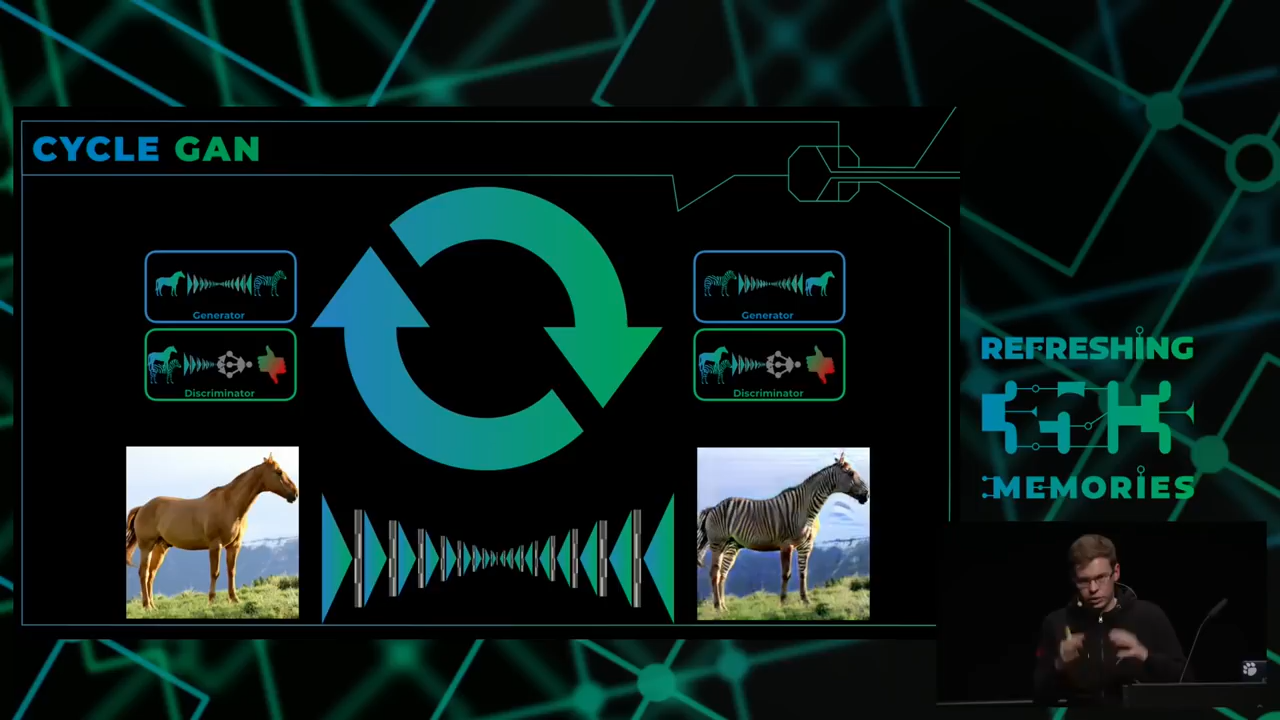 CYCLE GAN
Generator
Discriminator
Generator
Discriminator
REFRESHING
MEMORIES